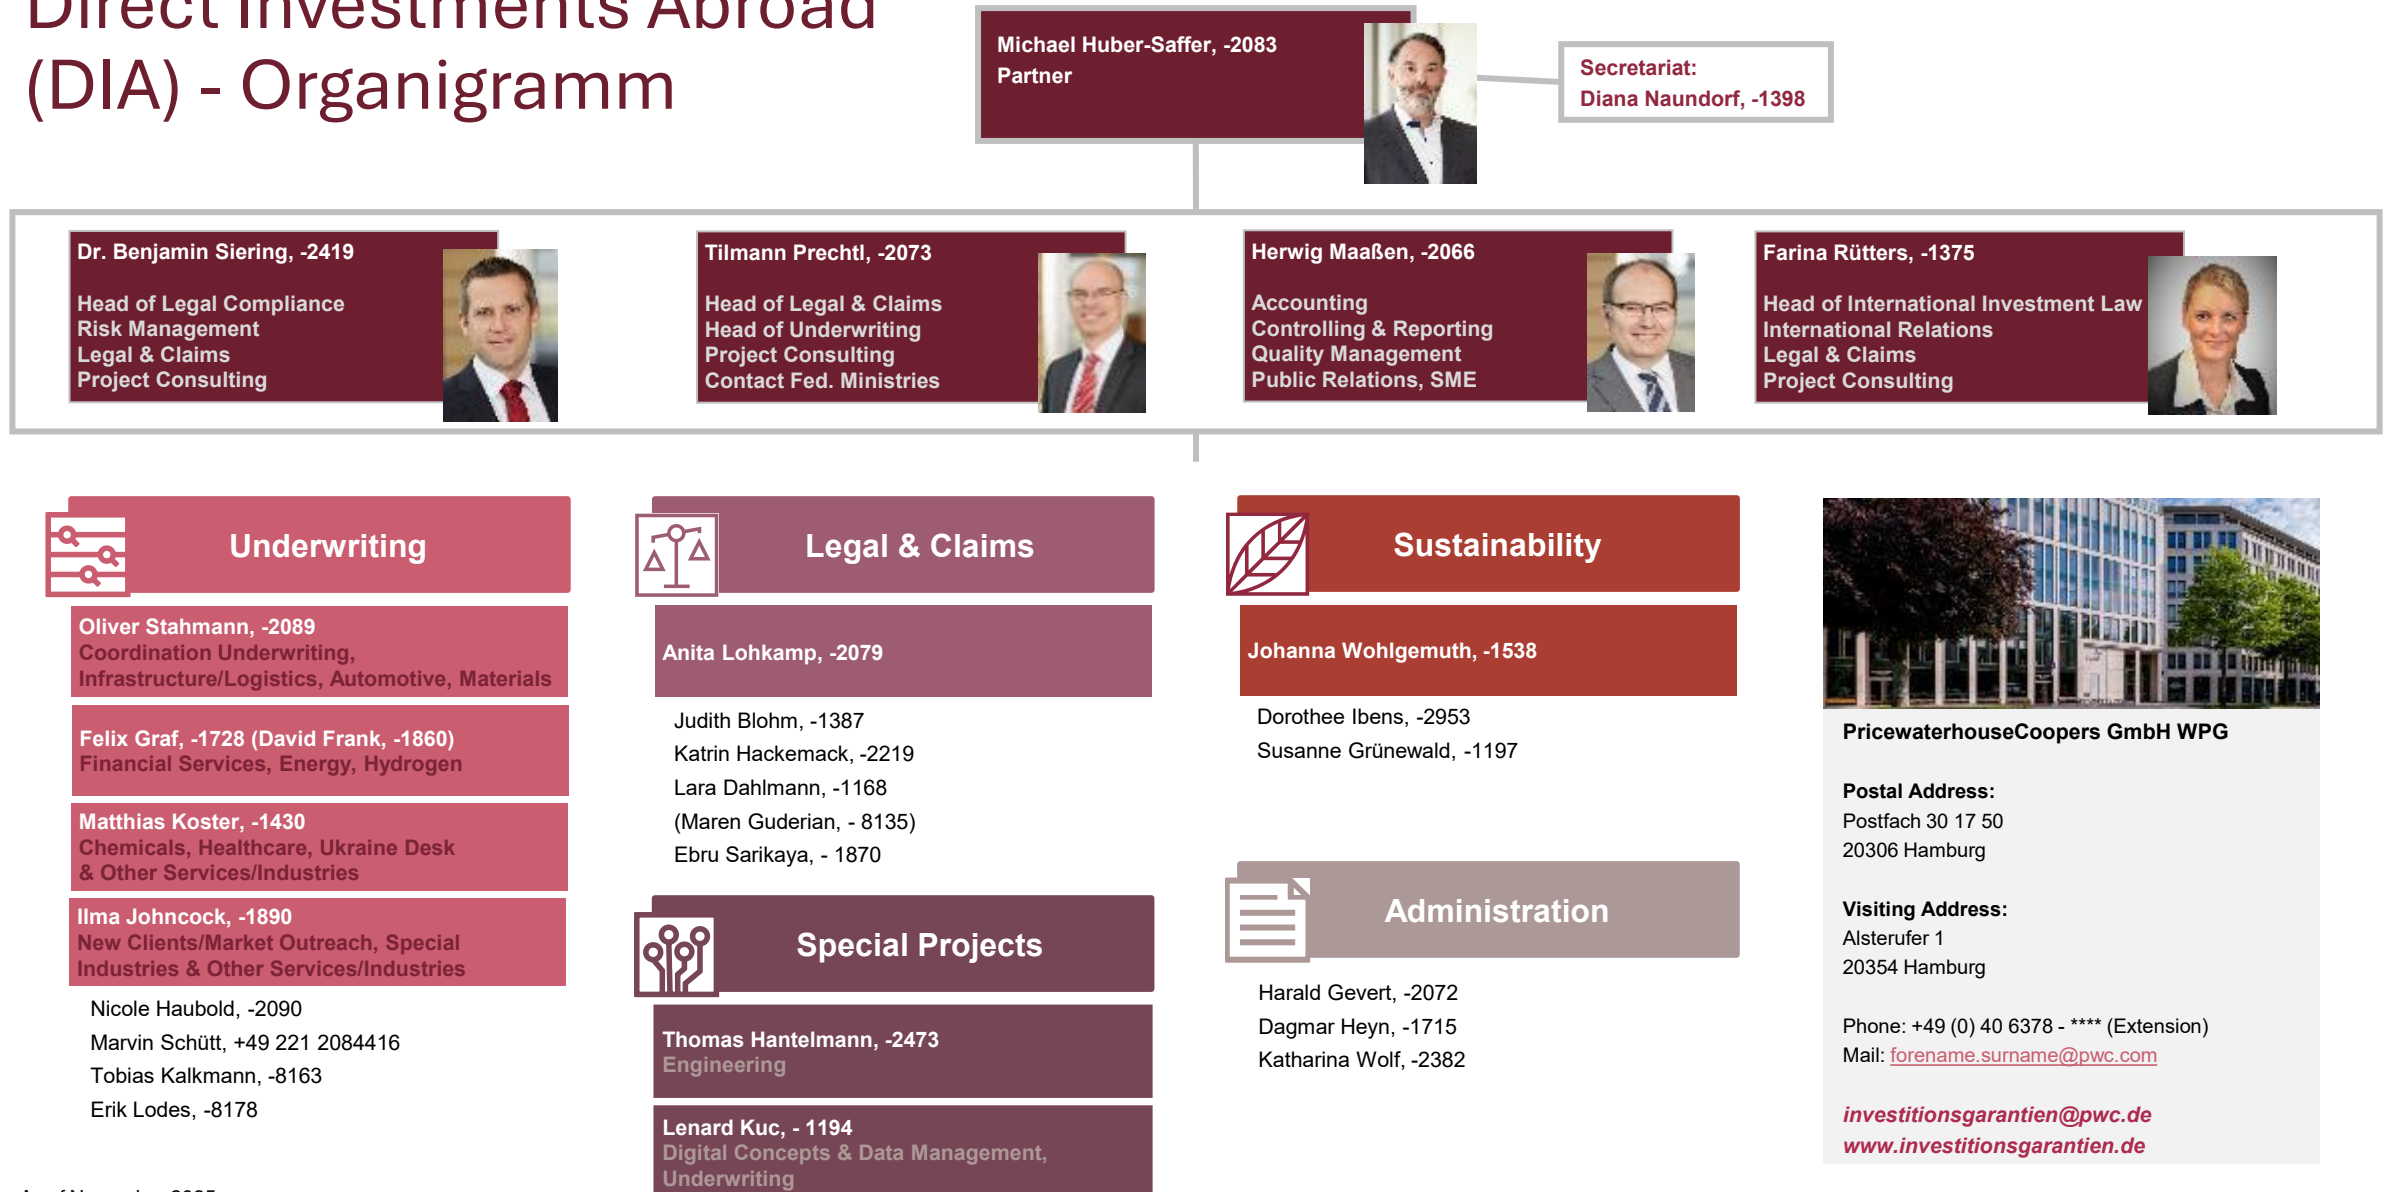 Direct Investments Abroad
(DIA) - Organigramm
Michael Huber-Saffer, -2083
Partner
Secretariat:
Diana Naundorf, -1398
Dr. Benjamin Siering, -2419
Head of Legal Compliance
Risk Management
Legal & Claims
Project Consulting
Tilmann Prechtl, -2073
Head of Legal & Claims
Head of Underwriting
Project Consulting
Contact Fed. Ministries
Herwig Maaßen, -2066
Accounting
Controlling & Reporting
Quality Management
Public Relations, SME
Farina Rütters, -1375
Head of International Investment Law
International Relations
Legal & Claims
Project Consulting
Underwriting
Oliver Stahmann, -2089
Coordination Underwriting,
Infrastructure/Logistics, Automotive, Materials
Felix Graf, -1728 (David Frank, -1860)
Financial Services, Energy, Hydrogen
Matthias Koster, -1430
Chemicals, Healthcare, Ukraine Desk
& Other Services/Industries
Ilma Johncock, -1890
New Clients/Market Outreach, Special
Industries & Other Services/Industries
Nicole Haubold, -2090
Marvin Schütt, +49 221 2084416
Tobias Kalkmann, -8163
Erik Lodes, -8178
Legal & Claims
Anita Lohkamp, -2079
Judith Blohm, -1387
Katrin Hackemack, -2219
Lara Dahlmann, -1168
(Maren Guderian, - 8135)
Ebru Sarikaya, - 1870
Special Projects
Thomas Hantelmann, -2473
Engineering
Lenard Kuc, - 1194
Digital Concepts & Data Management,
Underwriting
Sustainability
Johanna Wohlgemuth, -1538
Dorothee Ibens, -2953
Susanne Grünewald, -1197
Administration
Harald Gevert, -2072
Dagmar Heyn, -1715
Katharina Wolf, -2382
PricewaterhouseCoopers GmbH WPG
Postal Address:
Postfach 30 17 50
20306 Hamburg
Visiting Address:
Alsterufer 1
20354 Hamburg
Phone: +49 (0) 40 6378 - **** (Extension)
Mail: forename.surname@pwc.com
investitionsgarantien@pwc.de
www.investitionsgarantien.de